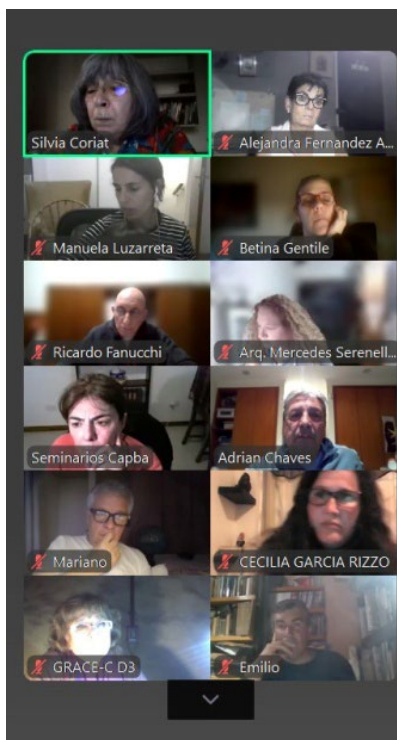 Silvia Coriat
Alejandra Fernandez A...
Manuela Luzarreta
Betina Gentile
Ricardo Fanucchi
Arq. Mercedes Serenell...
Seminarios Capba
Adrian Chaves
Mariano
CECILIA GARCIA RIZZO
GRACE-C D3
Emilio